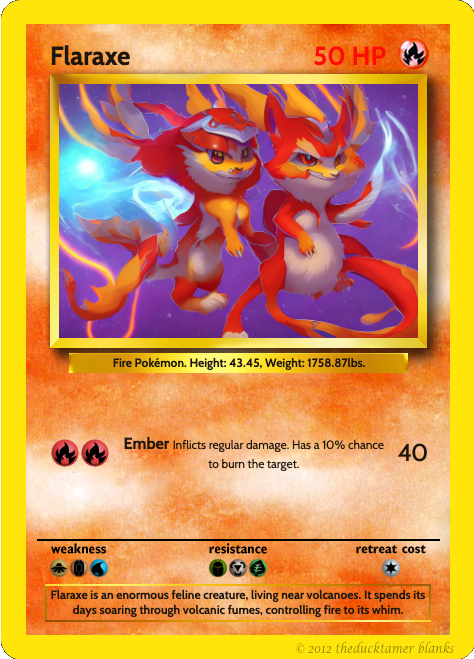 Flaraxe 50 HP
Fire Pokémon. Height: 43.45, Weight: 1758.87lbs.
Ember Inflicts regular damage. Has a 10% chance 40
to burn the target.
weakness resistance retreat cost
Flaraxe is an enormous feline creature, living near volcanoes. It spends its
days soaring through volcanic fumes, controlling fire to its whim.
© 2012 theducktamer blanks